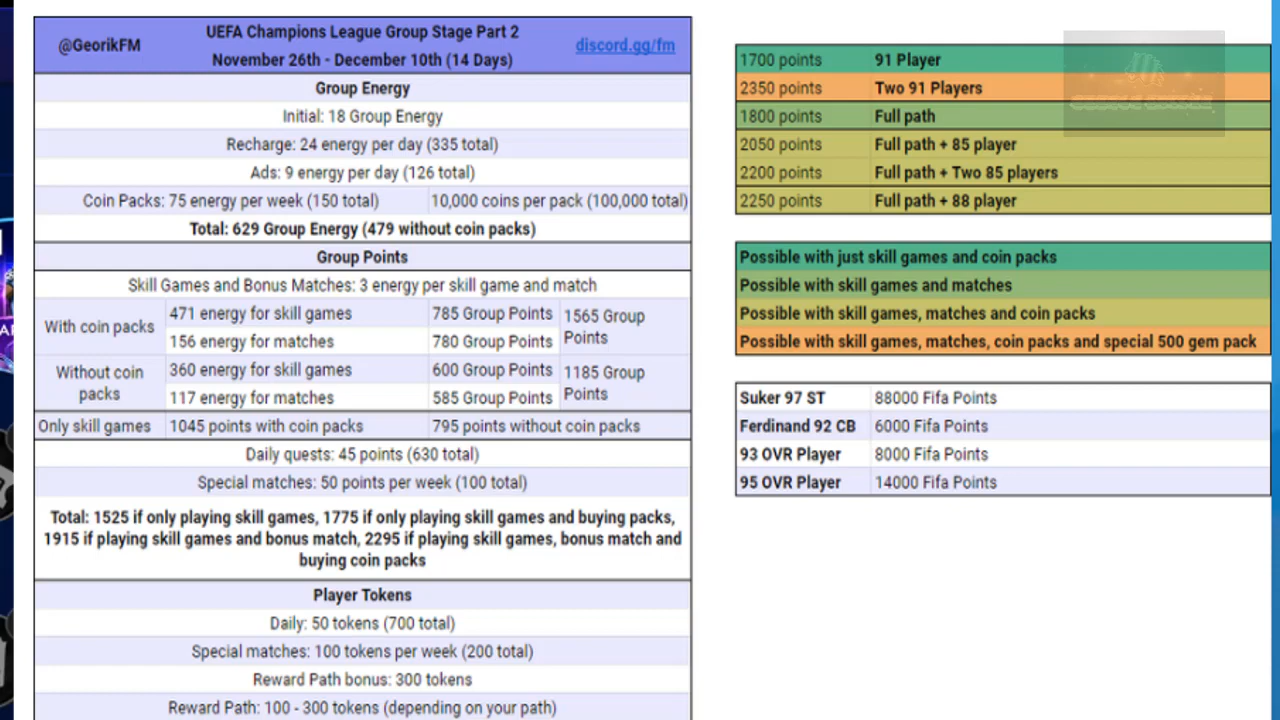 @GeorikFM
UEFA Champions League Group Stage Part 2
November 26th - December 10th (14 Days)
discord.gg/fm
Group Energy
Initial: 18 Group Energy
Recharge: 24 energy per day (335 total)
Ads: 9 energy per day (126 total)
Coin Packs: 75 energy per week (150 total) 10,000 coins per pack (100,000 total)
Total: 629 Group Energy (479 without coin packs)
Group Points
Skill Games and Bonus Matches: 3 energy per skill game and match
With coin packs
471 energy for skill games 785 Group Points
156 energy for matches 780 Group Points
1565 Group
Points
Without coin
packs
360 energy for skill games 600 Group Points
117 energy for matches 585 Group Points
1185 Group
Points
Only skill games 1045 points with coin packs 795 points without coin packs
Daily quests: 45 points (630 total)
Special matches: 50 points per week (100 total)
Total: 1525 if only playing skill games, 1775 if only playing skill games and buying packs,
1915 if playing skill games and bonus match, 2295 if playing skill games, bonus match and
buying coin packs
Player Tokens
Daily: 50 tokens (700 total)
Special matches: 100 tokens per week (200 total)
Reward Path bonus: 300 tokens
Reward Path: 100 - 300 tokens (depending on your path)
1700 points 91 Player
2350 points Two 91 Players
1800 points Full path
2050 points Full path + 85 player
2200 points Full path + Two 85 players
2250 points Full path + 88 player
Possible with just skill games and coin packs
Possible with skill games and matches
Possible with skill games, matches and coin packs
Possible with skill games, matches, coin packs and special 500 gem pack
Suker 97 ST 88000 Fifa Points
Ferdinand 92 CB 6000 Fifa Points
93 OVR Player 8000 Fifa Points
95 OVR Player 14000 Fifa Points